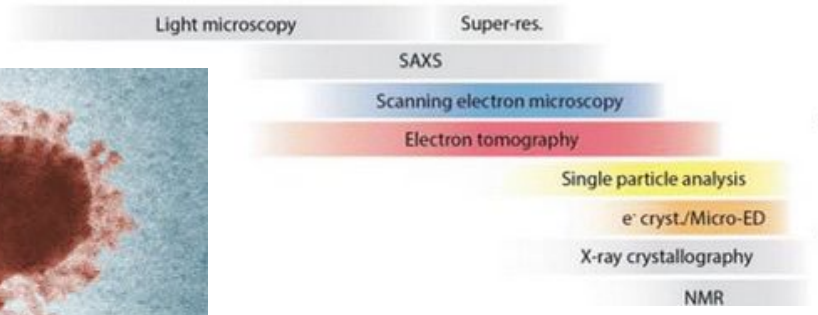 Light microscopy Super-res.
SAXS
Scanning electron microscopy
Electron tomography
Single particle analysis
e- cryst./Micro-ED
X-ray crystallography
NMR